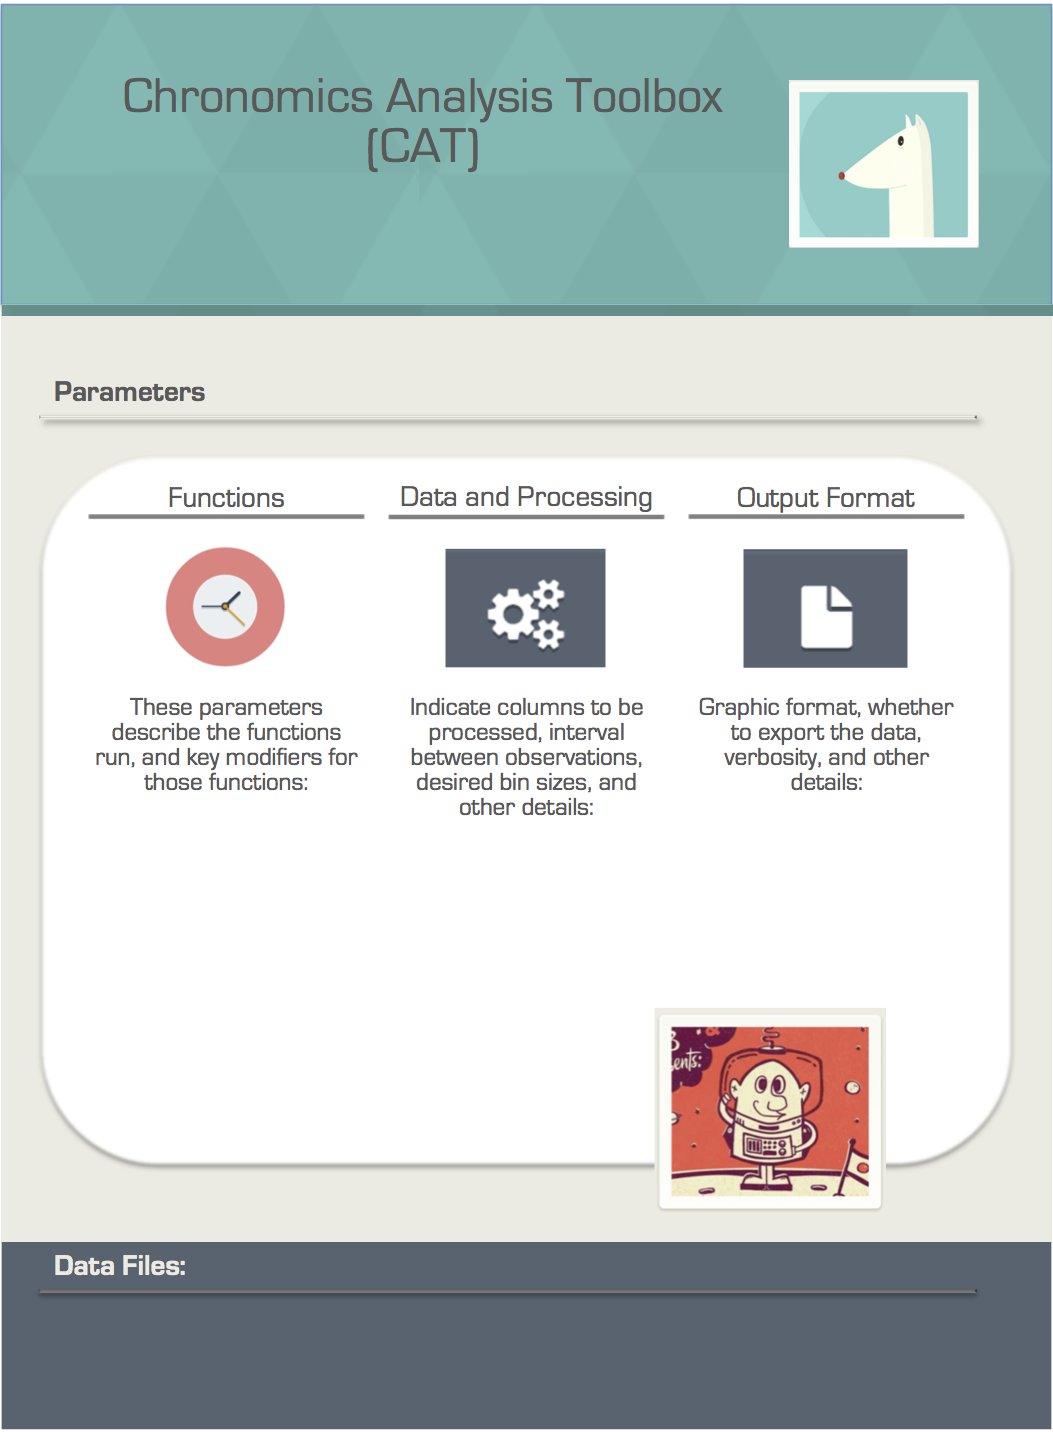 Chronomics Analysis Toolbox
(CAT)
Parameters
Functions
These parameters
describe the functions
run, and key modifiers for
those functions:
Data and Processing
Indicate columns to be
processed, interval
between observations,
desired bin sizes, and
other details:
Output Format
Graphic format, whether
to export the data,
verbosity, and other
details:
&
ents:
Data Files: